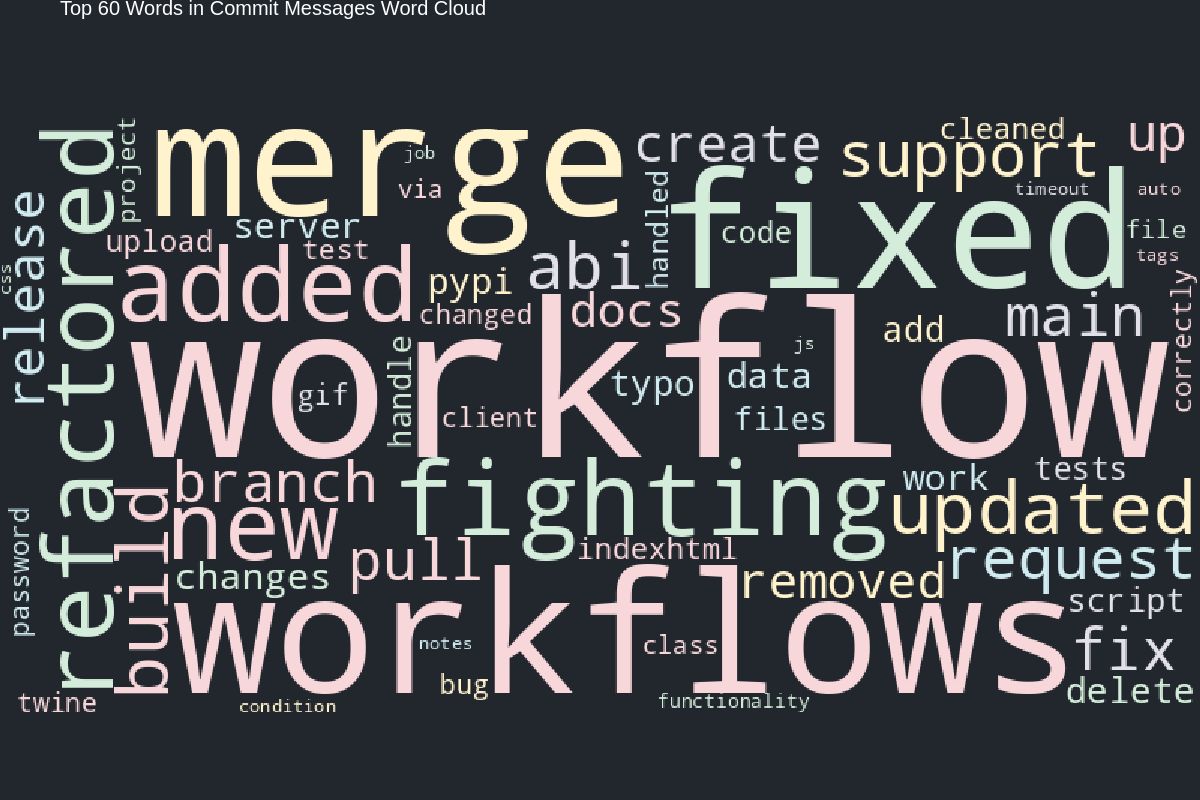 Top 60 Words in Commit Messages Word Cloud
project
merge
job
via
create
cleaned
support
up
timeout
auto
fixed
handled
code
file
tags
refactored
release
css
server
upload
test
added
pypi
abi
changed
docs
add
main
correctly
workflow
gif
handle
client
typo
js
data
files
branch
fighting
work
tests
new
updated
password
build
pull
indexhtml
request
changes
removed
workflows
script
notes
class
fix
bug
delete
twine
condition
functionality